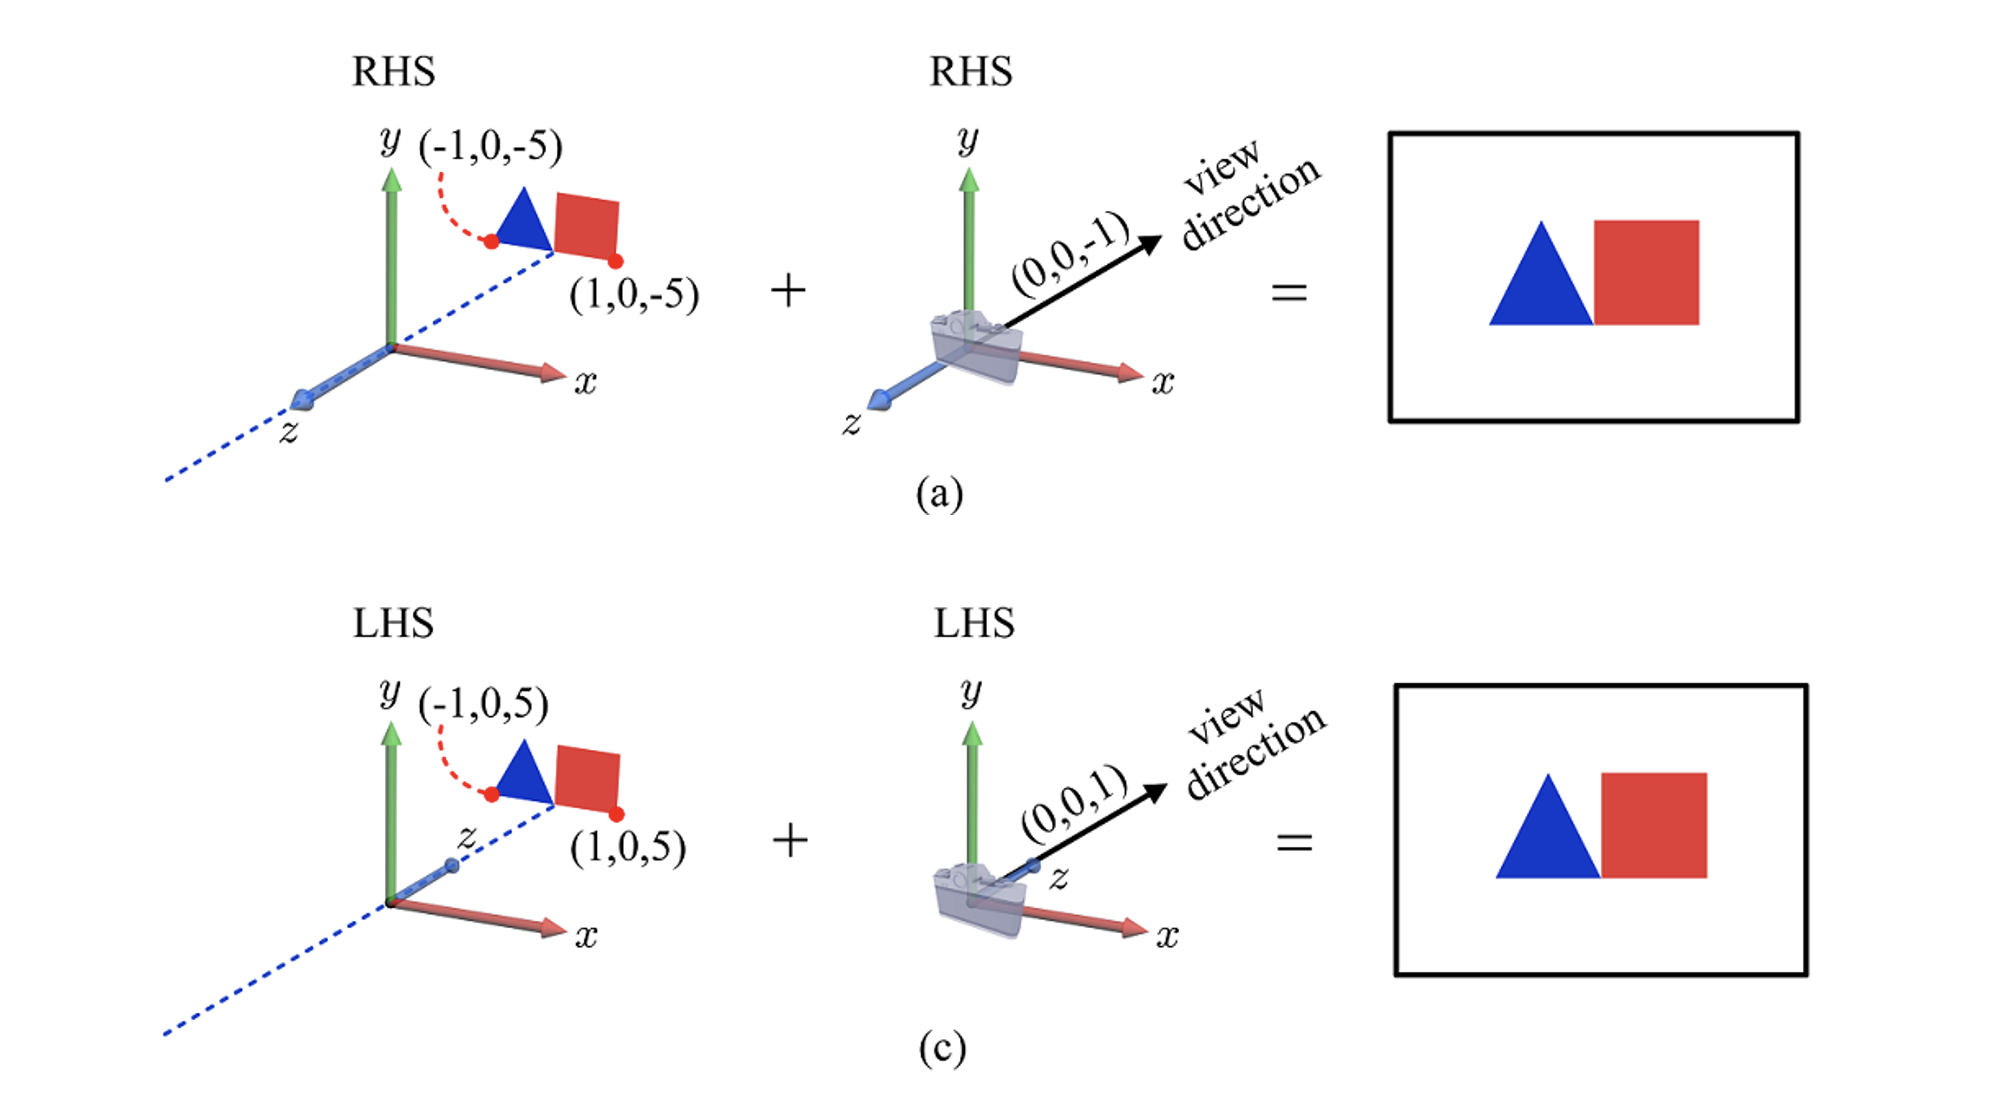 RHS
RHS
y
(-1,0,-5)
(1,0,-5)
x
z
+
y
(0,0,-1)
view
direction
x
z
=
(a)
LHS
LHS
y
(-1,0,5)
z
(1,0,5)
x
+
y
(0,0,1)
view
direction
z
x
=
(c)